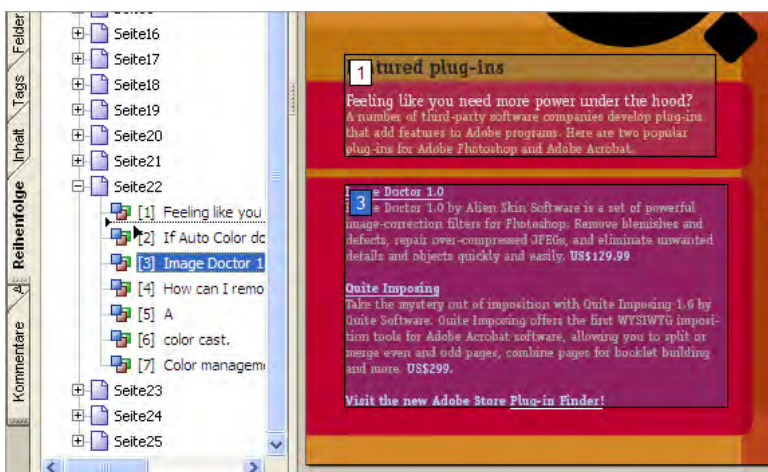 Felder
Tags
Inhalt
Reihenfolge
Kommentare
Seite16
Seite17
Seite18
Seite19
Seite20
Seite21
Seite22
[1] Feeling like you
[2] If Auto Color do
[3] Image Doctor 1
[4] How can I remo
[5] A
[6] color cast.
[7] Color managem
Seite23
Seite24
Seite25
1
tured plug-ins
Feeling like you need more power under the hood?
A number of third-party software companies develop plug-ins
that add features to Adobe programs. Here are two popular
plug-ins for Adobe Photoshop and Adobe Acrobat.
3
e Doctor 1.0
e Doctor 1.0 by Alien Skin Software is a set of powerful
image-correction filters for Photoshop. Remove blemishes and
defects, repair over-compressed JPEGs, and eliminate unwanted
details and objects quickly and easily. US$129.99
Quite Imposing
Take the mystery out of imposition with Quite Imposing 1.6 by
Quite Software. Quite Imposing offers the first WYSIWYG imposi-
tion tools for Adobe Acrobat software, allowing you to split or
merge even and odd pages, combine pages for booklet building
and more. US$299.
Visit the new Adobe Store Plug-in Finder!